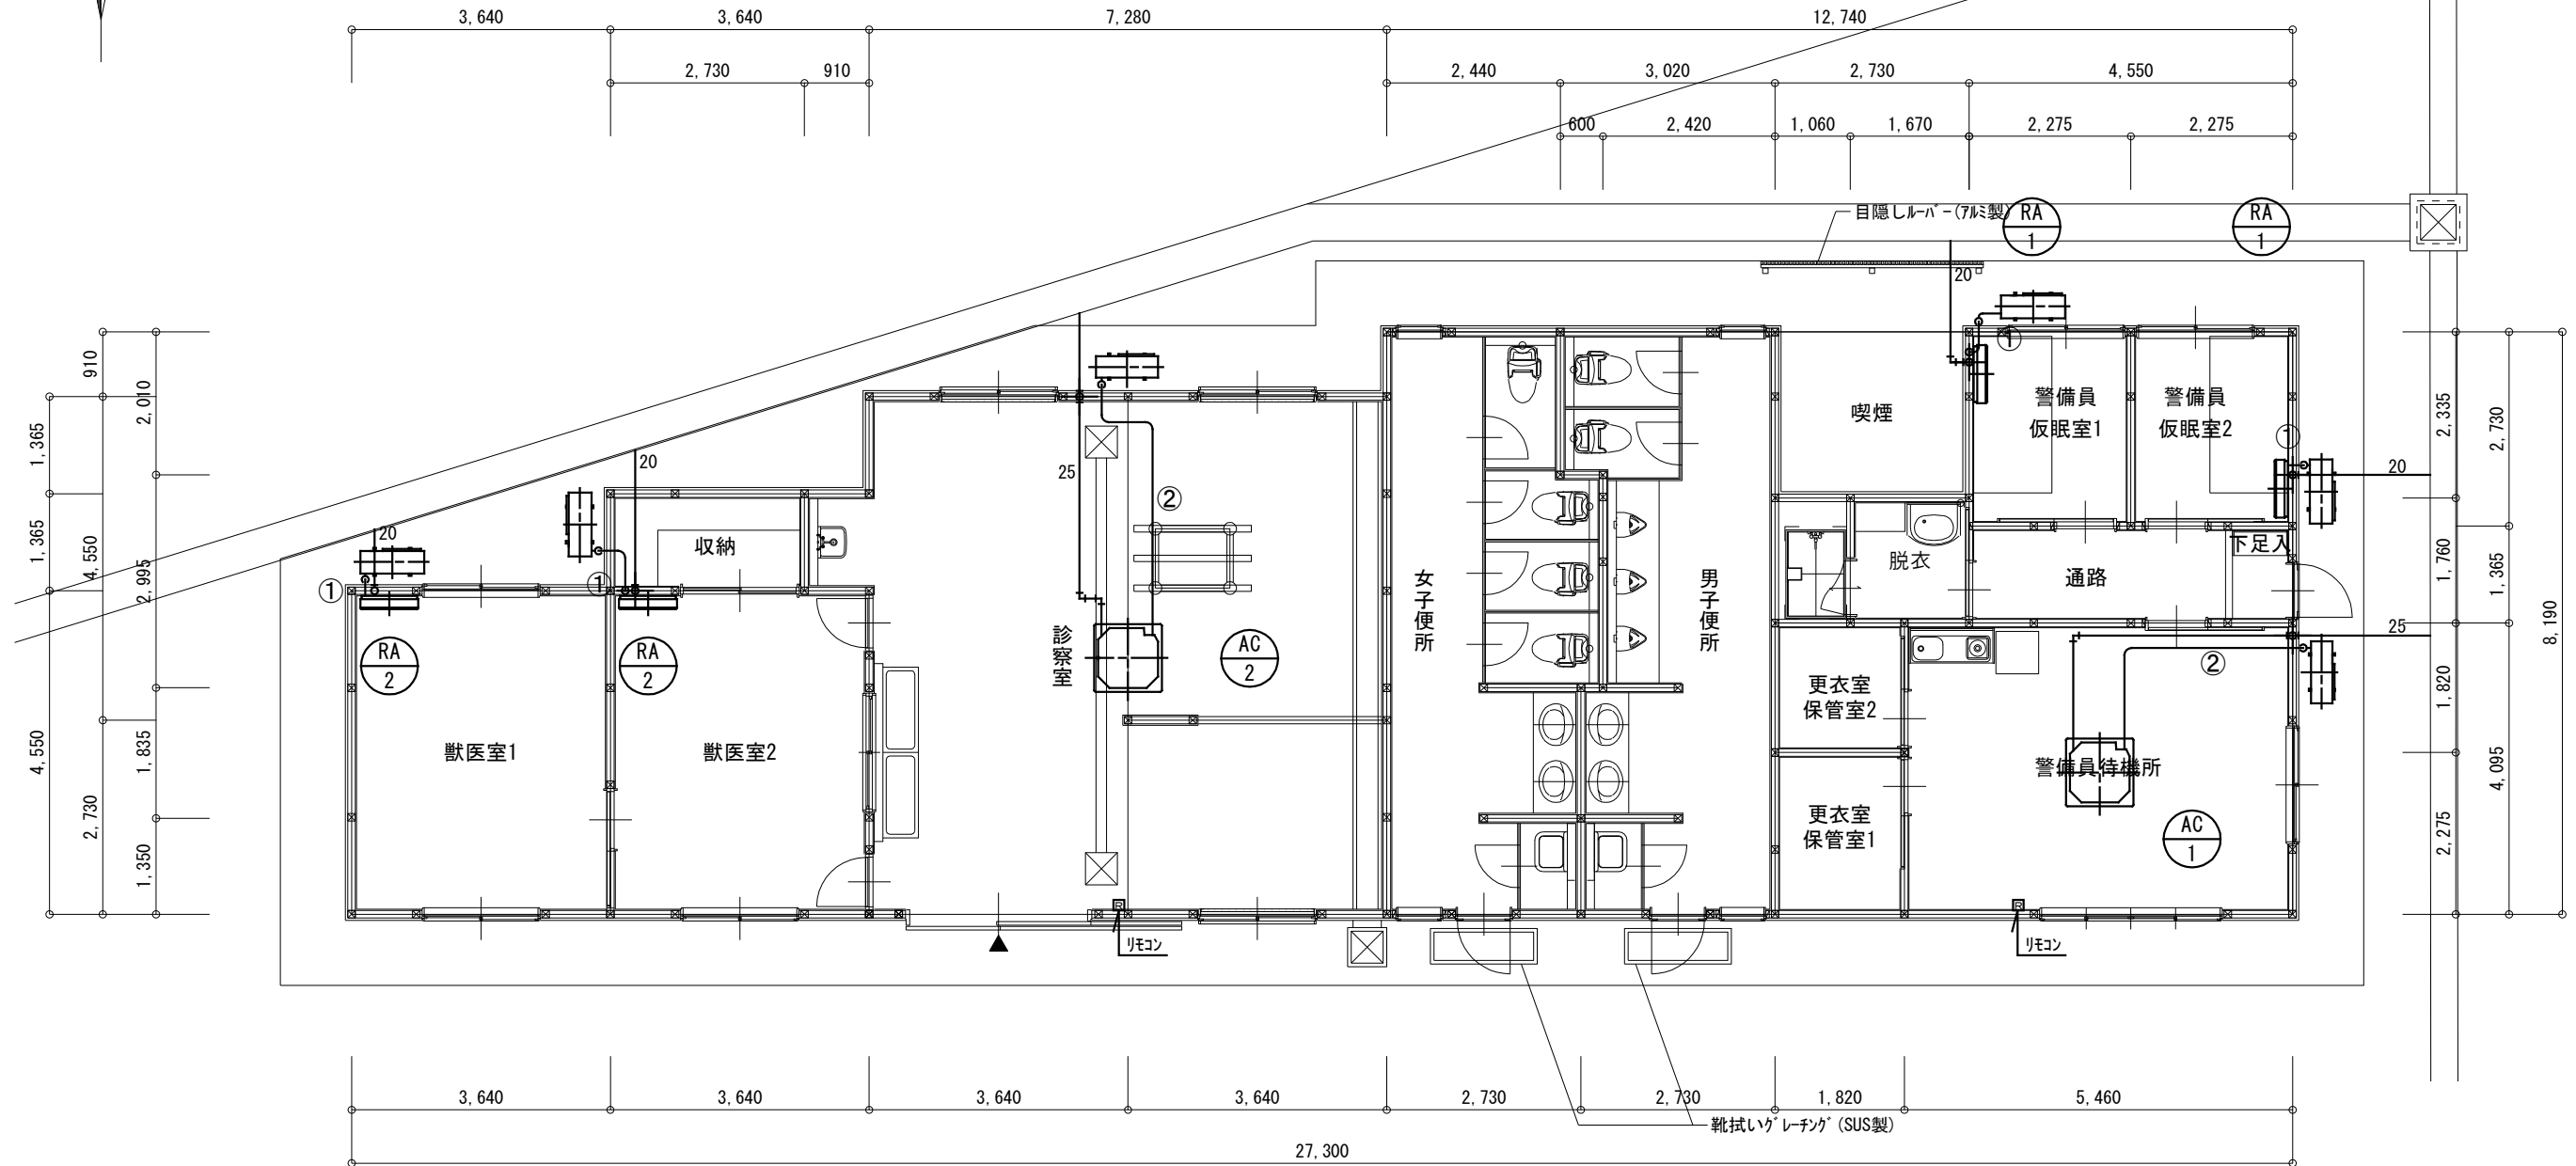 3,640 3,640 7,280 12,740
2,730 910 2,440 3,020 2,730 4,550
600 2,420 1,060 1,670 2,275 2,275
目隠しルーバー(アルミ製)
RA
1
RA
1
20
910
2,010
1,365
1,365
4,550
2,995
4,550
2,730
1,835
1,350
①
警備員
仮眠室1
警備員
仮眠室2
喫煙
①
2,335
2,730
20
20
25
②
20
収納
①
①
脱衣
下足入
通路
1,760
1,365
8,190
女子便所
男子便所
診察室
RA
2
RA
2
AC
2
25
②
更衣室
保管室2
1,820
獣医室1
獣医室2
警備員待機所
4,095
更衣室
保管室1
AC
1
2,275
R
リモコン
R
リモコン
3,640 3,640 3,640 3,640 2,730 2,730 1,820 5,460
靴拭いグレーチング(SUS製)
27,300